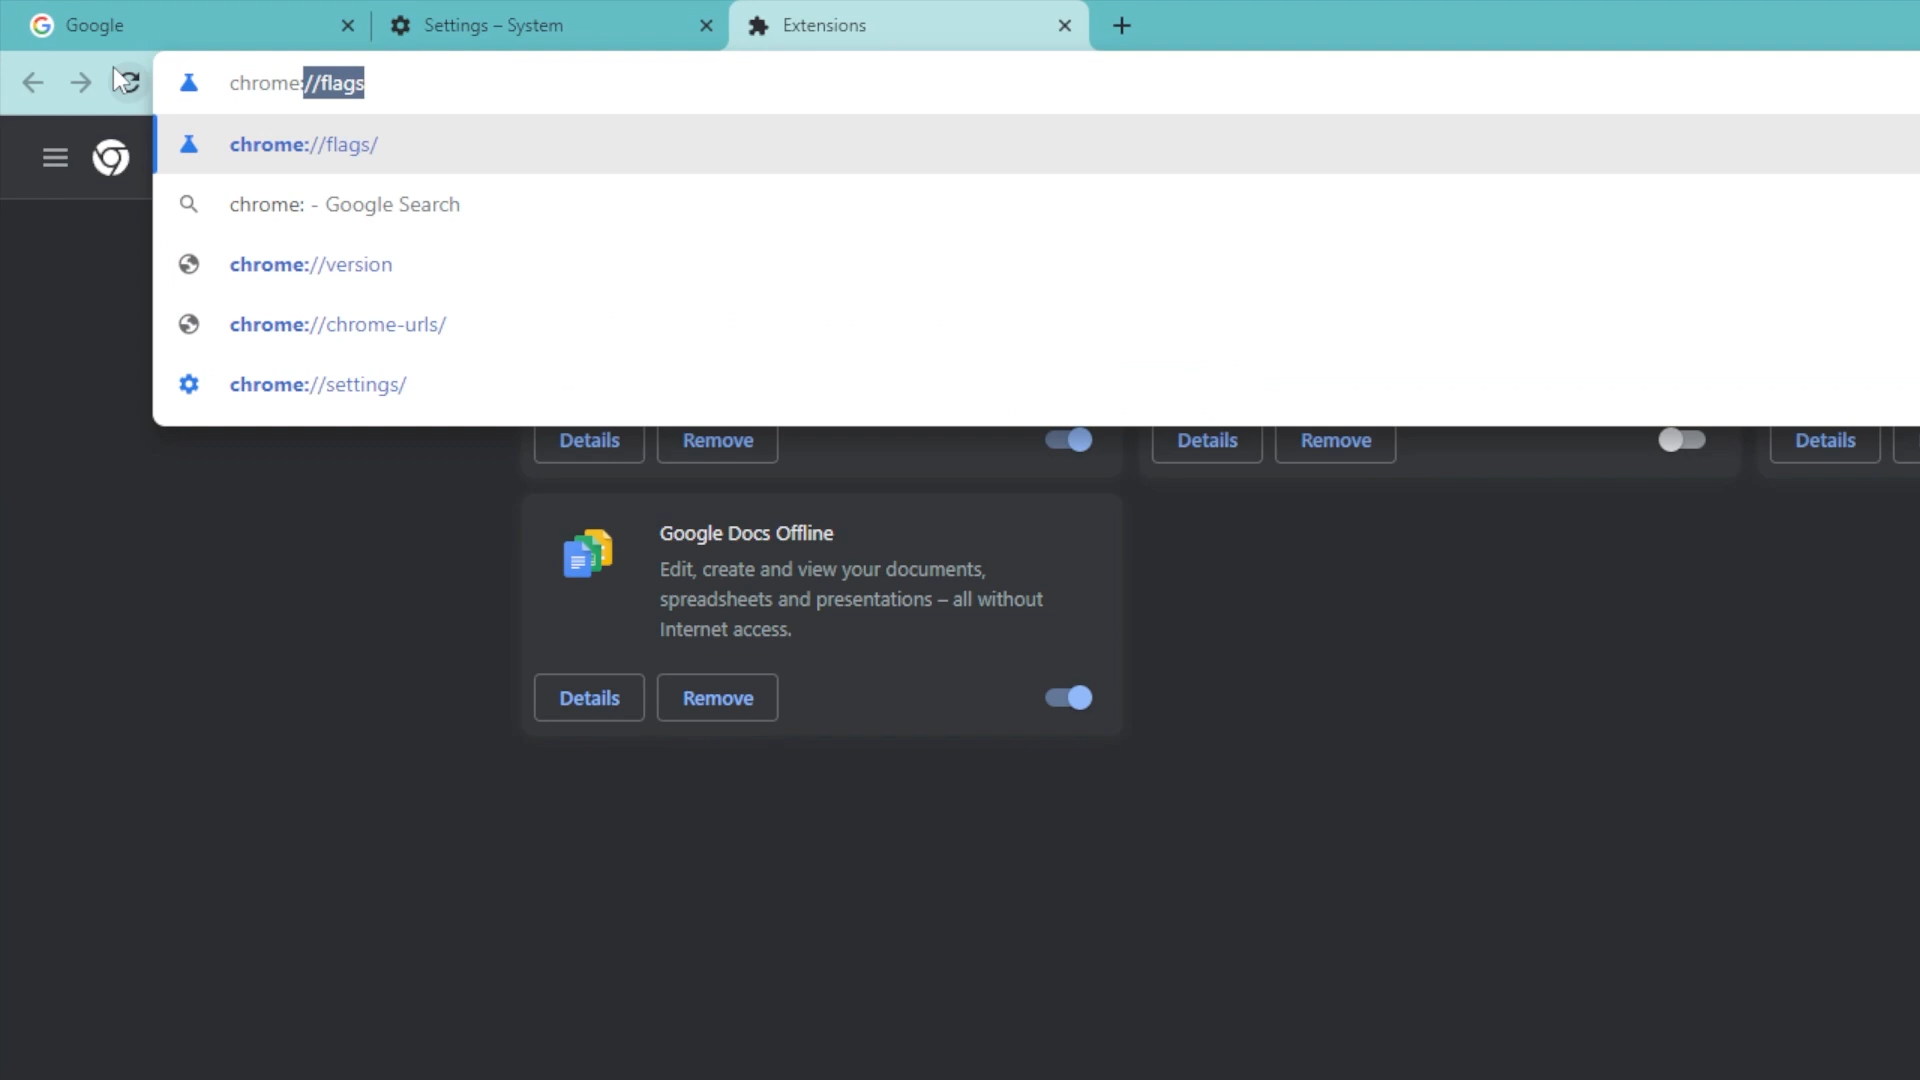 Google
Settings – System
Extensions
chrome://flags
chrome://flags/
chrome: - Google Search
chrome://version
chrome://chrome-urls/
chrome://settings/
Details Remove Details Remove Details
Google Docs Offline
Edit, create and view your documents,
spreadsheets and presentations – all without
Internet access.
Details Remove